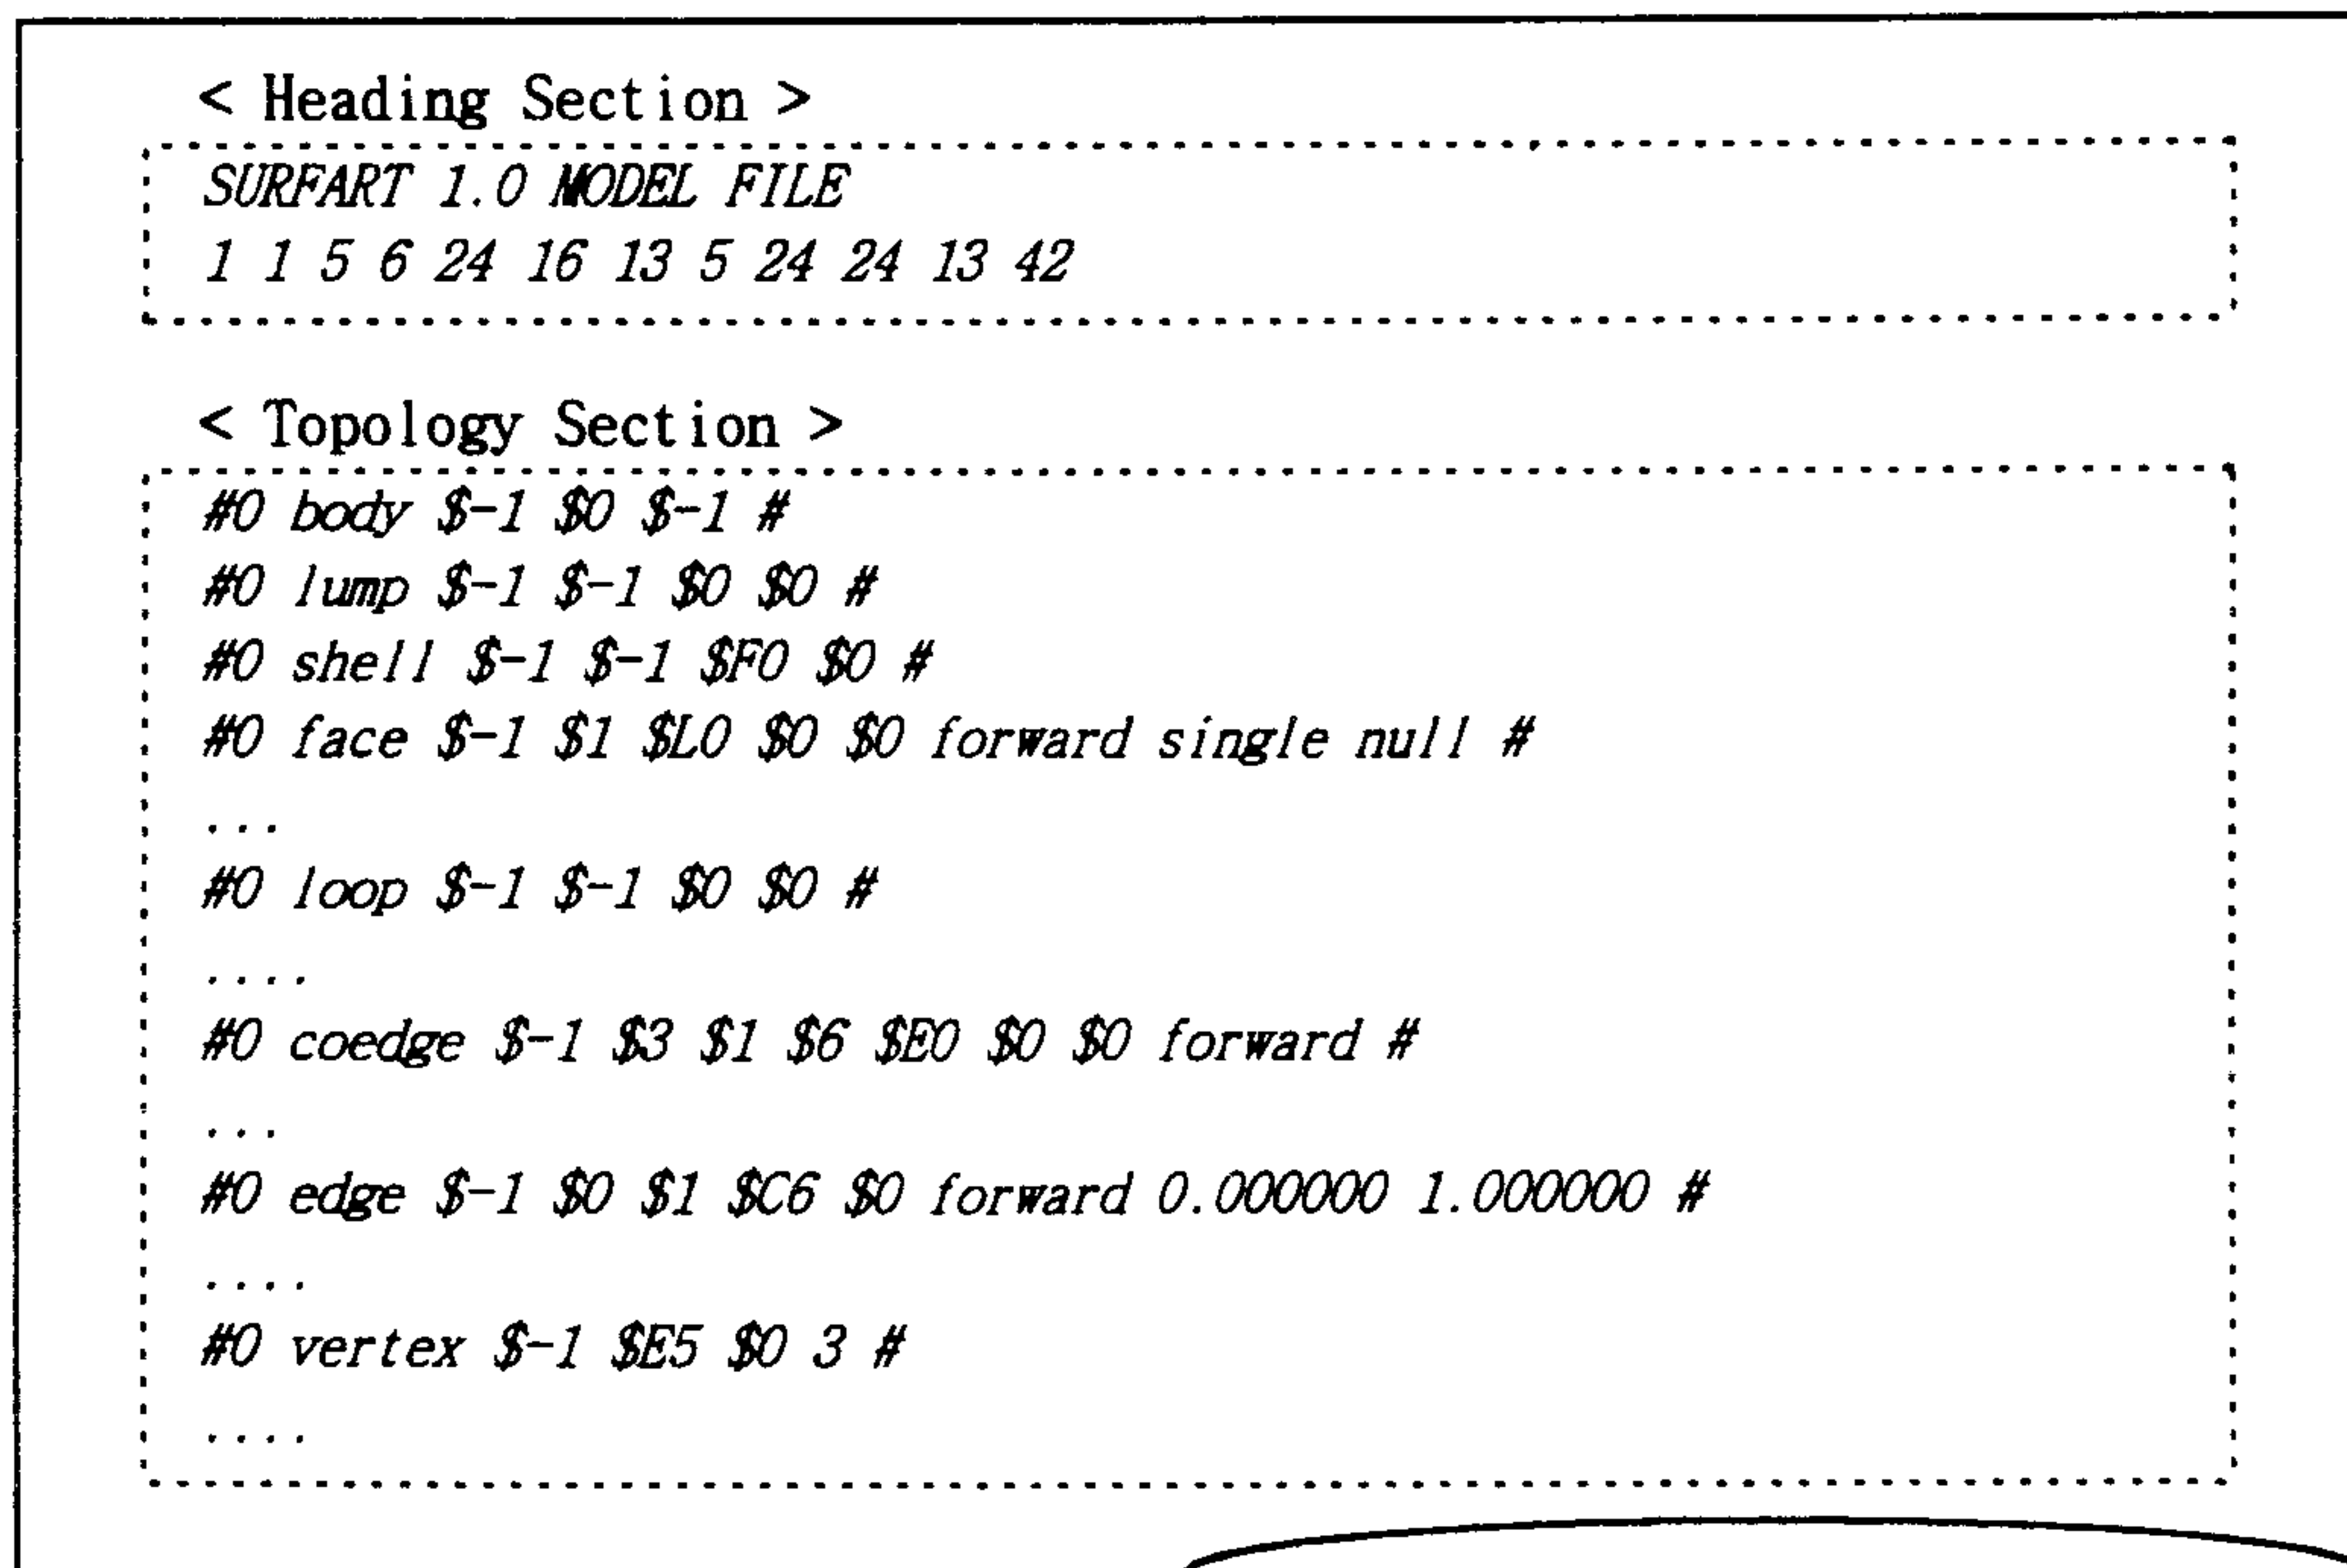 < Heading Section >
SURFART 1.0 MODEL FILE
1 1 5 6 24 16 13 5 24 24 13 42
< Topology Section >
#0 body $-1 $0 $-1 #
#0 lump $-1 $-1 $0 $0 #
#0 shell $-1 $-1 $F0 $0 #
#0 face $-1 $1 $L0 $0 $0 forward single null #
...
#0 loop $-1 $-1 $0 $0 #
....
#0 coedge $-1 $3 $1 $6 $E0 $0 $0 forward #
...
#0 edge $-1 $0 $1 $C6 $0 forward 0.000000 1.000000 #
....
#0 vertex $-1 $E5 $0 3 #
....